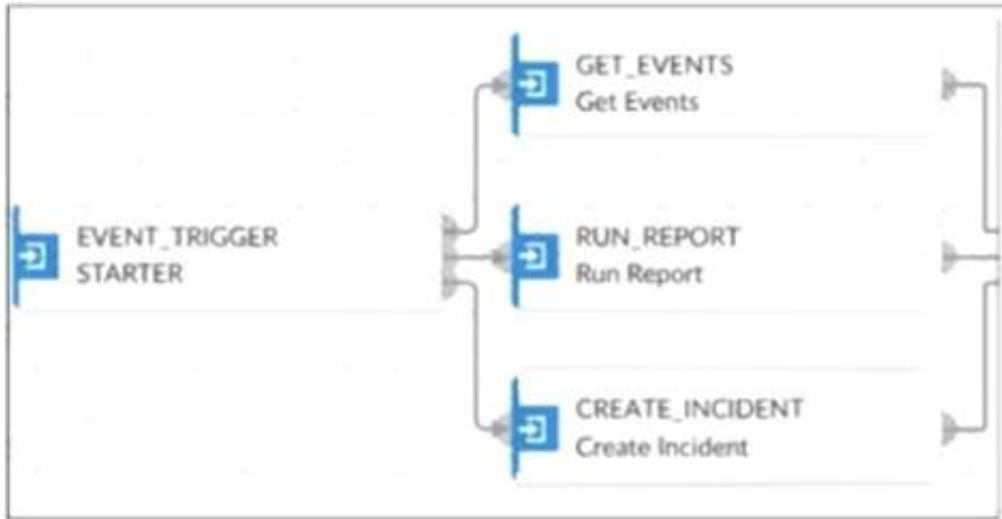 GET_EVENTS
Get Events
EVENT_TRIGGER
STARTER
RUN_REPORT
Run Report
CREATE_INCIDENT
Create Incident